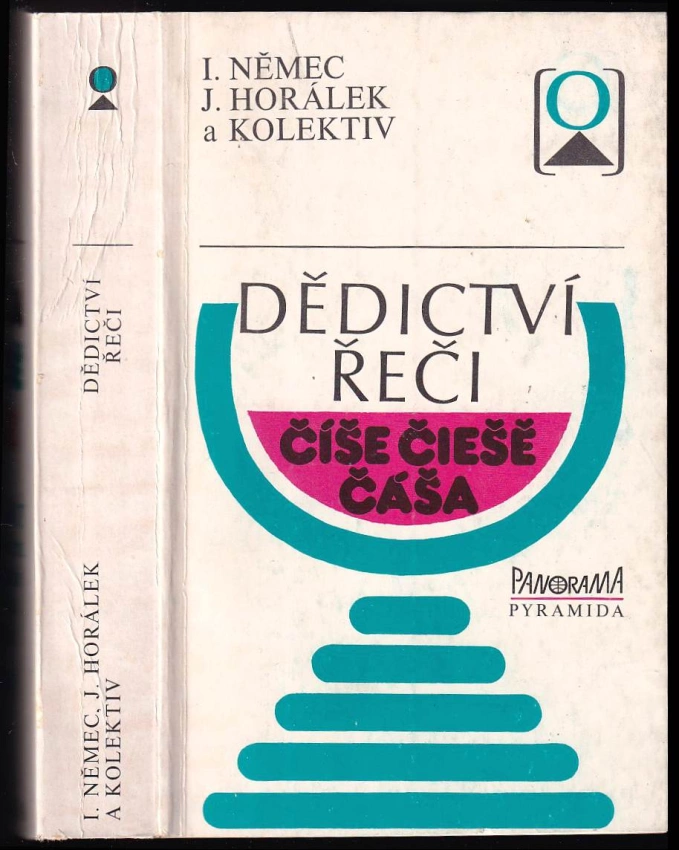 I. NĚMEC
J. HORÁLEK
a KOLEKTIV
DĚDICTVÍ
ŘEČI
ČÍŠE ČIEŠĚ
ČÁŠA
PANORAMA
PYRAMIDA
DĚDICTVÍ
ŘEČI
I. NĚMEC, J. HORÁLEK
A KOLEKTIV